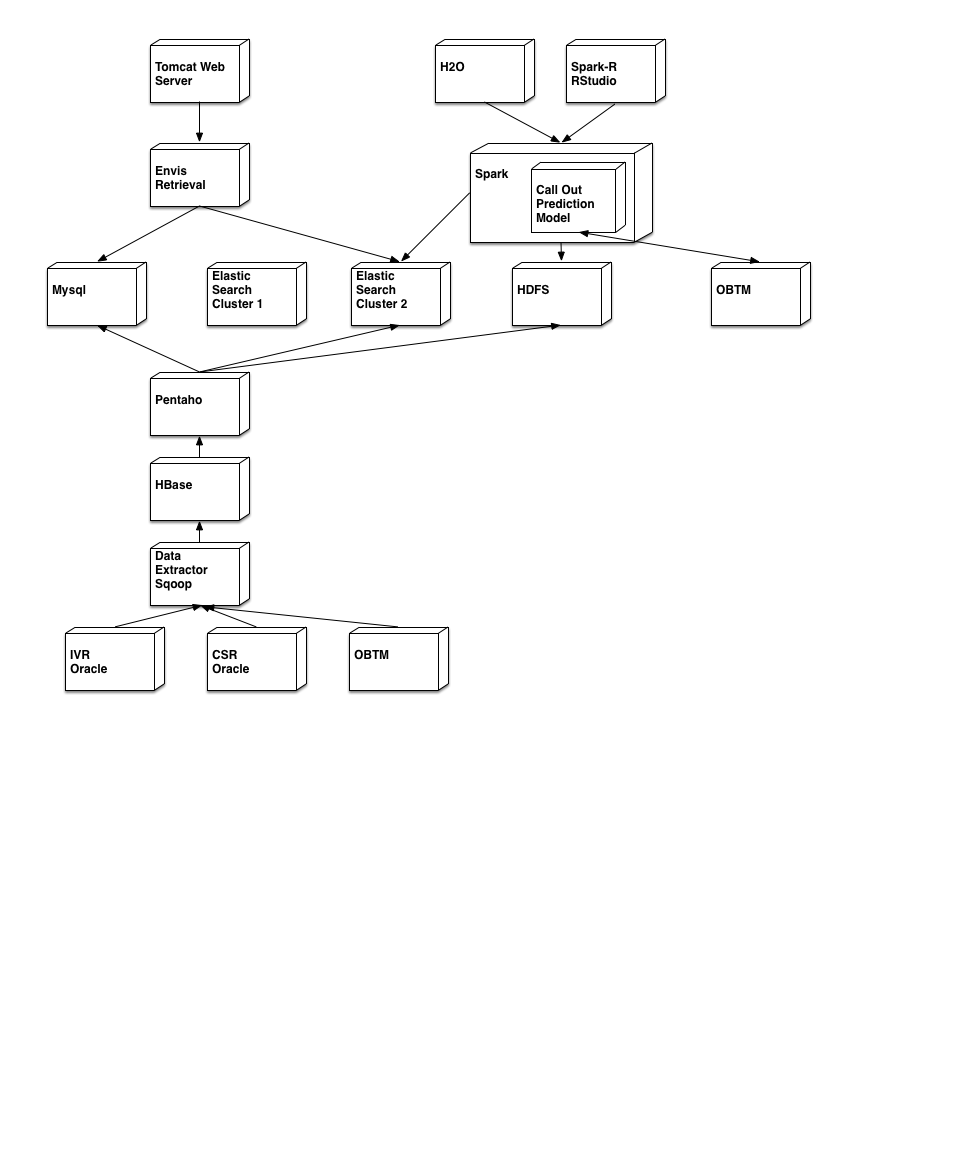 Tomcat Web
Server
H2O
Spark-R
RStudio
Envis
Retrieval
Spark
Call Out
Prediction
Model
Mysql
Elastic
Search
Cluster 1
Elastic
Search
Cluster 2
HDFS
OBTM
Pentaho
HBase
Data
Extractor
Sqoop
IVR
Oracle
CSR
Oracle
OBTM